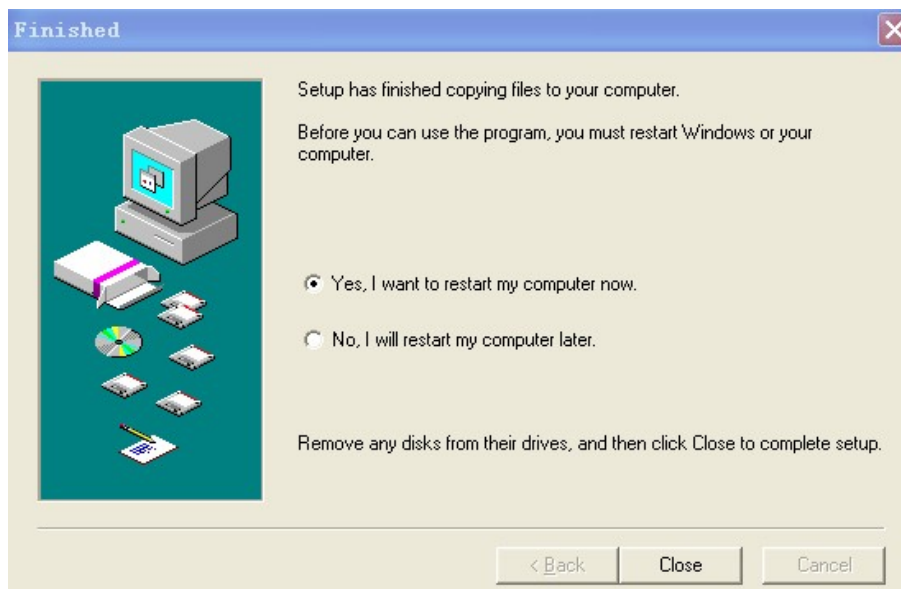 Finished
Setup has finished copying files to your computer.
Before you can use the program, you must restart Windows or your
computer.
Yes, I want to restart my computer now.
No, I will restart my computer later.
Remove any disks from their drives, and then click Close to complete setup.
< Back
Close
Cancel